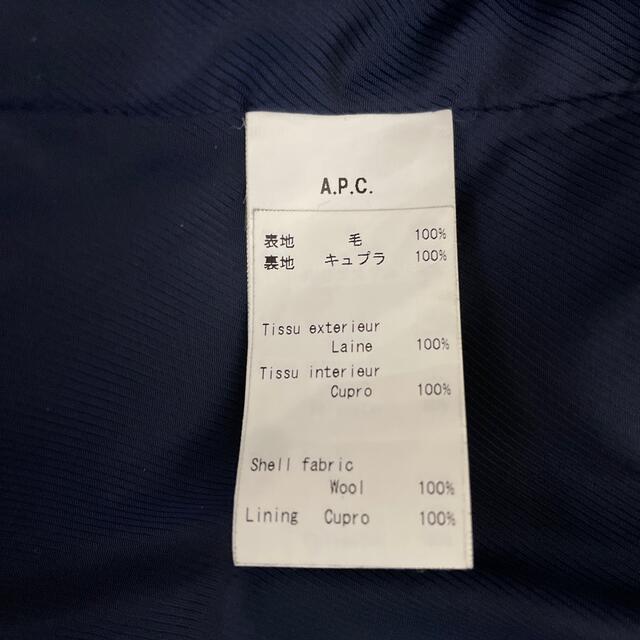 A.P.C.
表地 毛 100%
裏地 キュプラ 100%
Tissu exterieur
Laine 100%
Tissu interieur
Cupro 100%
Shell fabric
Wool 100%
Lining Cupro 100%